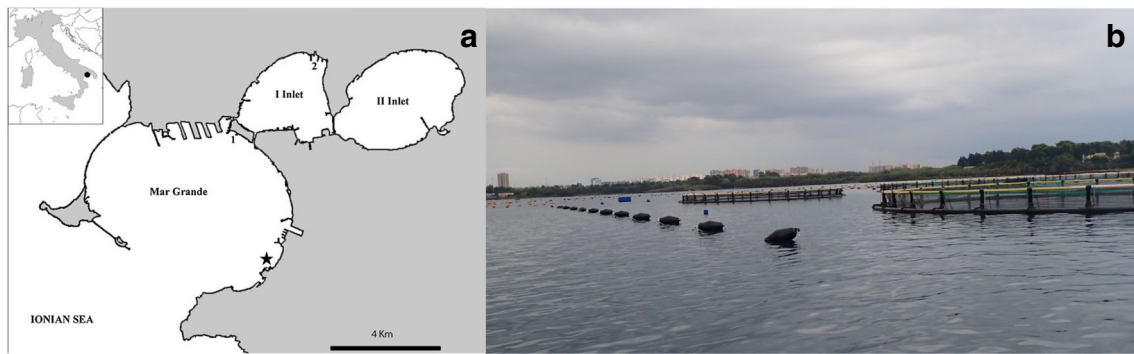 a
b
2
I Inlet
II Inlet
1
Mar Grande
IONIAN SEA
4 Km